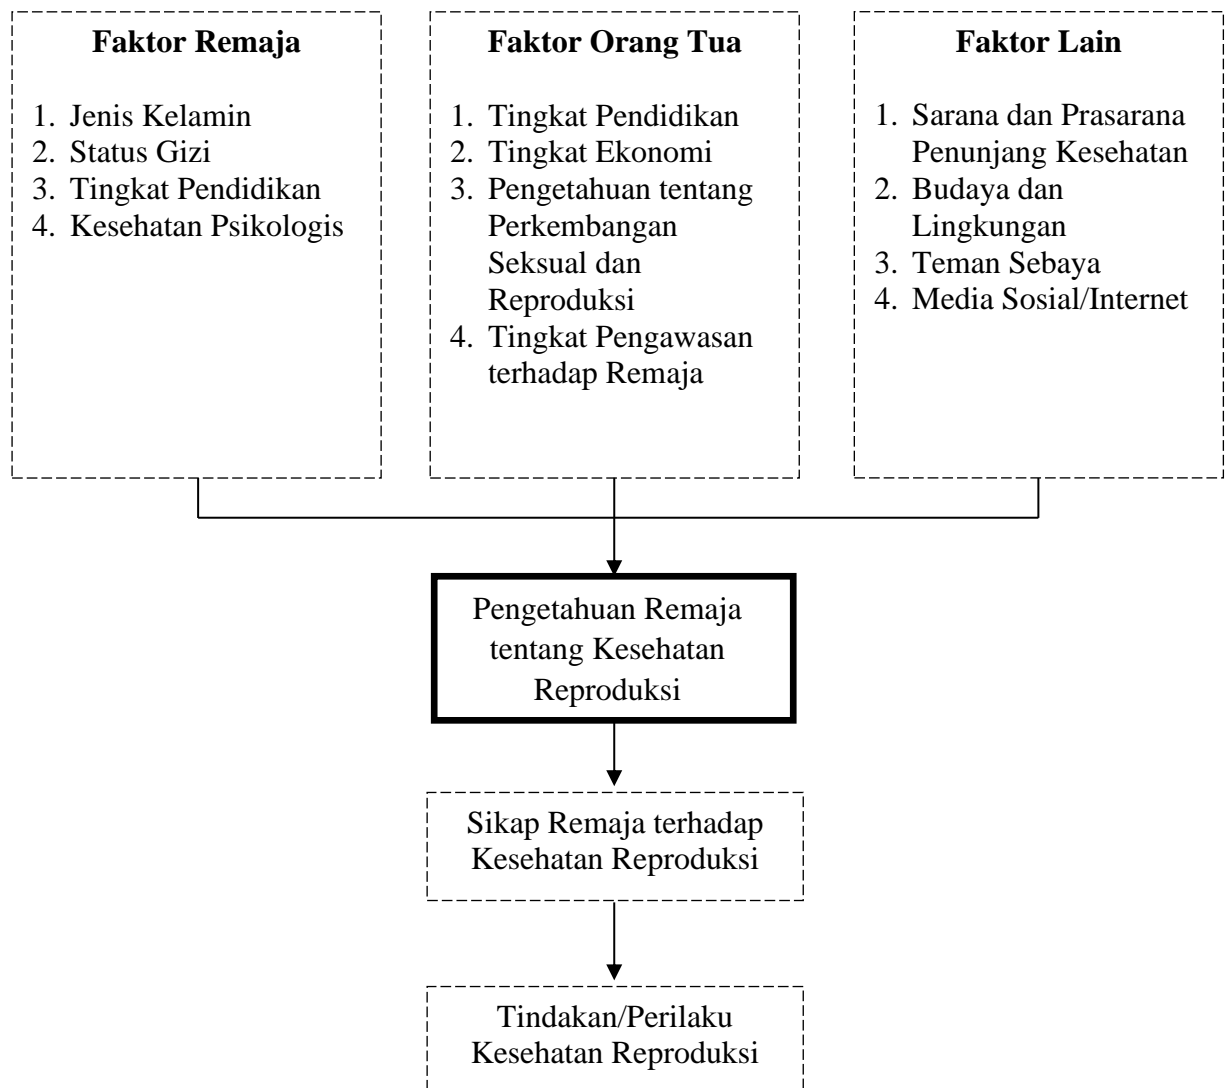 Faktor Remaja
1. Jenis Kelamin
2. Status Gizi
3. Tingkat Pendidikan
4. Kesehatan Psikologis
Faktor Orang Tua
1. Tingkat Pendidikan
2. Tingkat Ekonomi
3. Pengetahuan tentang
Perkembangan
Seksual dan
Reproduksi
4. Tingkat Pengawasan
terhadap Remaja
Faktor Lain
1. Sarana dan Prasarana
Penunjang Kesehatan
2. Budaya dan
Lingkungan
3. Teman Sebaya
4. Media Sosial/Internet
Pengetahuan Remaja
tentang Kesehatan
Reproduksi
Sikap Remaja terhadap
Kesehatan Reproduksi
Tindakan/Perilaku
Kesehatan Reproduksi